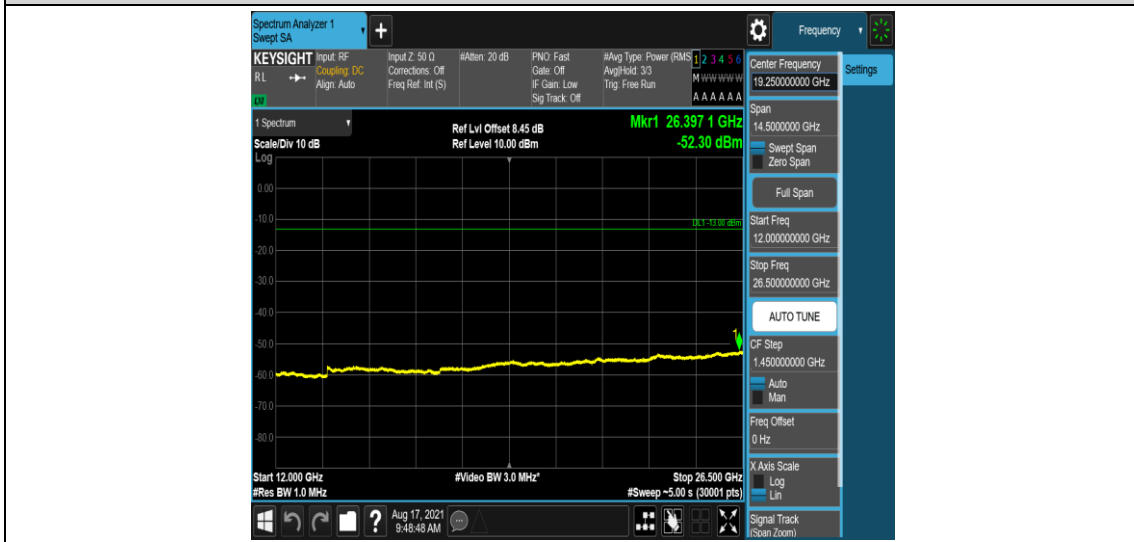 Spectrum Analyzer 1
Swept SA
+
Frequency
KEYSIGHT
RL
LXI
Input: RF
Coupling: DC
Align: Auto
Input Z: 50 Ω
Corrections: Off
Freq Ref: Int (S)
#Atten: 20 dB
PNO: Fast
Gate: Off
IF Gain: Low
Sig Track: Off
#Avg Type: Power (RMS
Avg|Hold: 3/3
Trig: Free Run
1 2 3 4 5 6
M W W W W W
A A A A A A
1 Spectrum
Scale/Div 10 dB
Log
Ref Lvl Offset 8.45 dB
Ref Level 10.00 dBm
Mkr1 26.397 1 GHz
-52.30 dBm
0.00
-10.0
DL1 -13.00 dBm
-20.0
-30.0
-40.0
1
-50.0
-60.0
-70.0
-80.0
Start 12.000 GHz
#Res BW 1.0 MHz
#Video BW 3.0 MHz*
Stop 26.500 GHz
#Sweep ~5.00 s (30001 pts)
?
Aug 17, 2021
9:48:48 AM
Center Frequency
19.250000000 GHz
Settings
Span
14.5000000 GHz
Swept Span
Zero Span
Full Span
Start Freq
12.000000000 GHz
Stop Freq
26.500000000 GHz
AUTO TUNE
CF Step
1.450000000 GHz
Auto
Man
Freq Offset
0 Hz
X Axis Scale
Log
Lin
Signal Track
(Span Zoom)